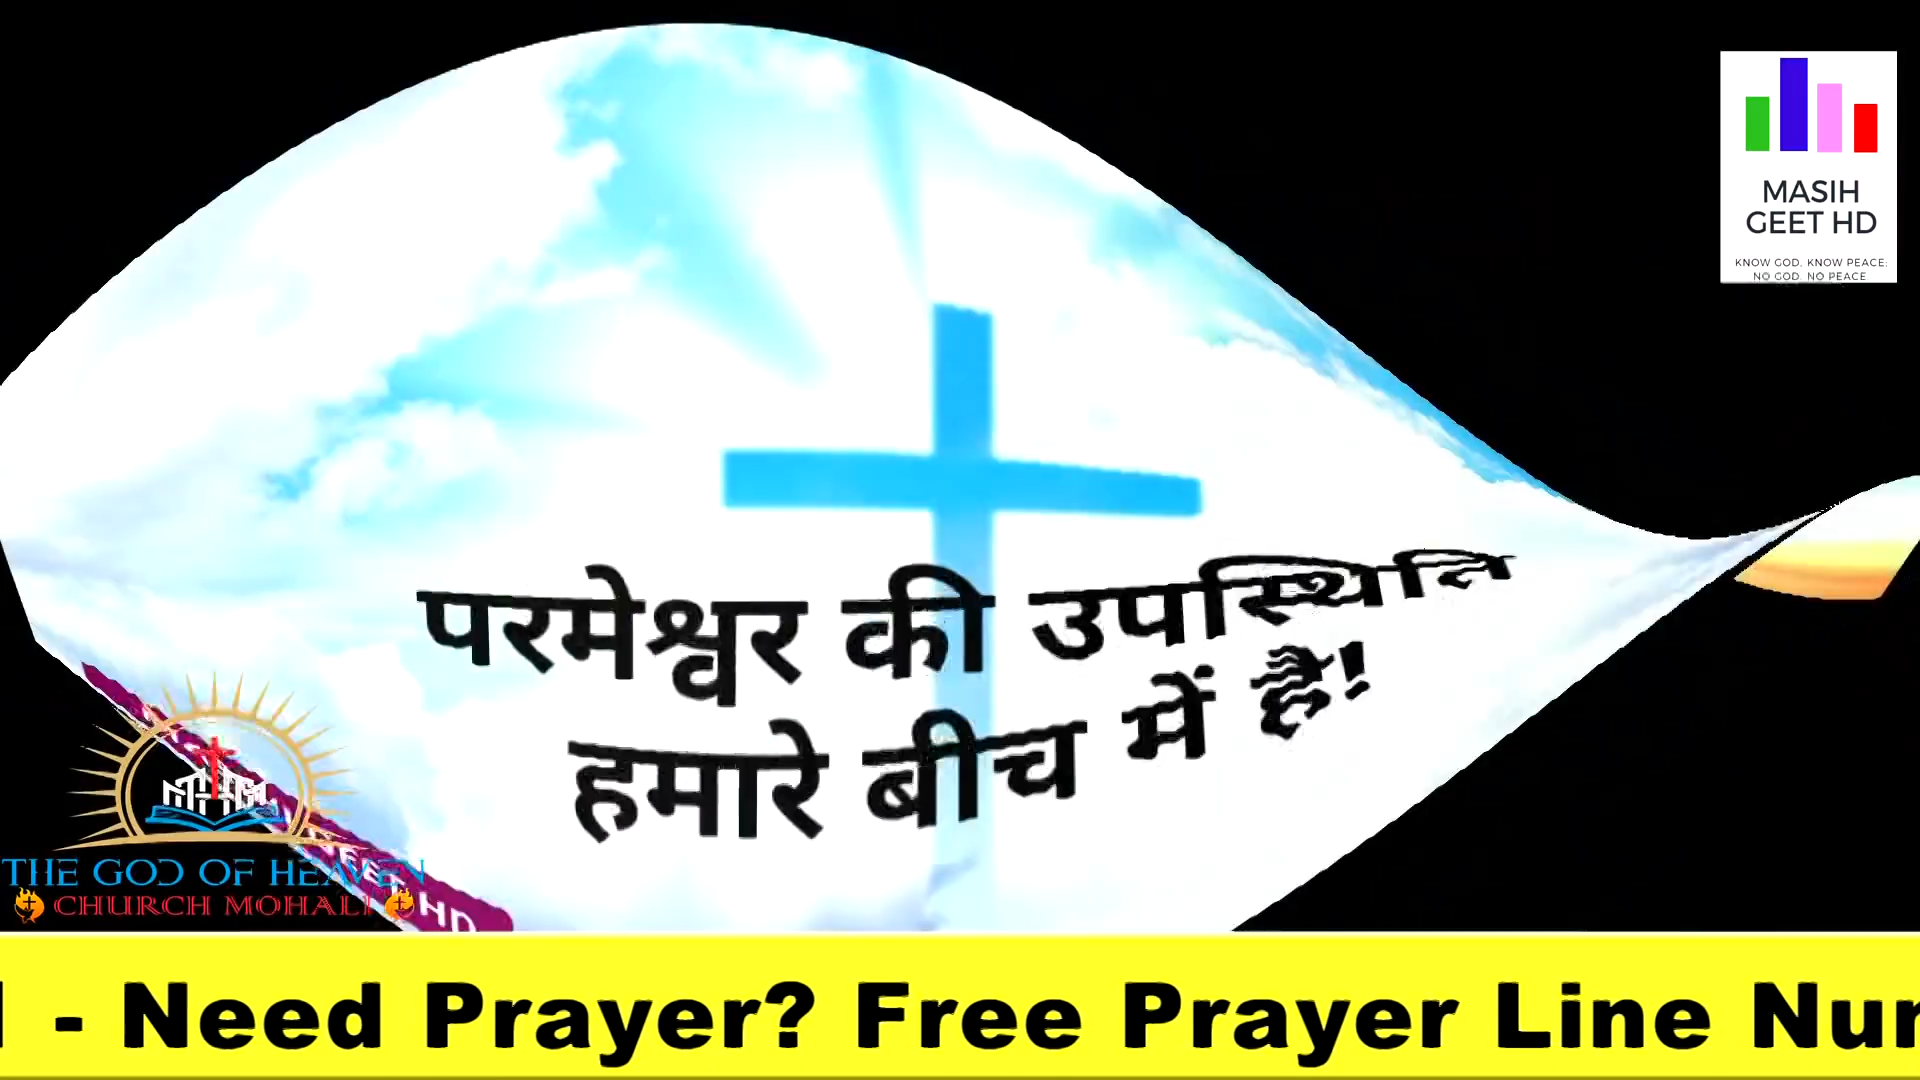 MASIH
GEET HD
KNOW GOD, KNOW PEACE;
NO GOD, NO PEACE
परमेश्वर की उपस्थिति
हमारे बीच में है!
THE GOD OF HEAVEN
CHURCH MOHALI
HD
- Need Prayer? Free Prayer Line